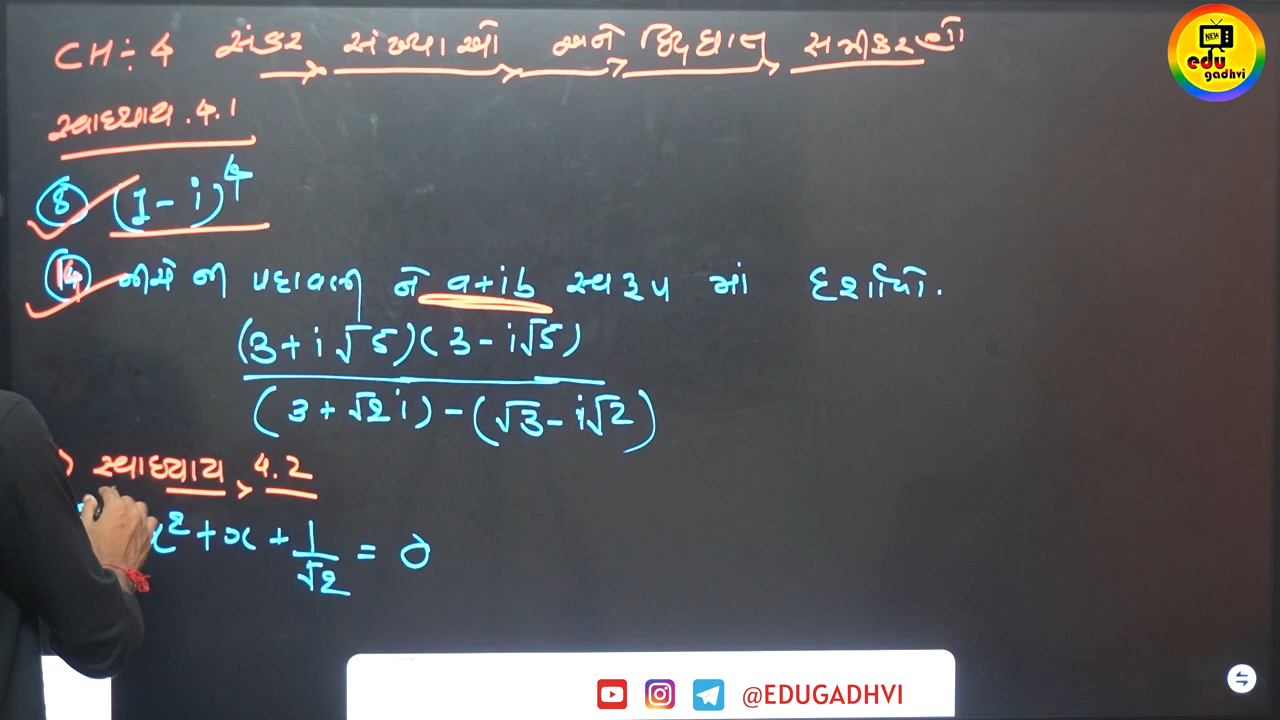 CH÷4 સંકર સંખ્યાઓ અને દ્વિઘાત સમીકરણો
NEW
edu
gadhvi
સ્વાધ્યાય.4.1
8 (1-i)^4
14 નીચે ની પદાવલી ને a+ib સ્વરૂપ માં દર્શાવો.
(3+i√5)(3-i√5)
(3+√2i)-(√3-i√2)
સ્વાધ્યાય > 4.2
x²+x+1/√2=0
@EDUGADHVI